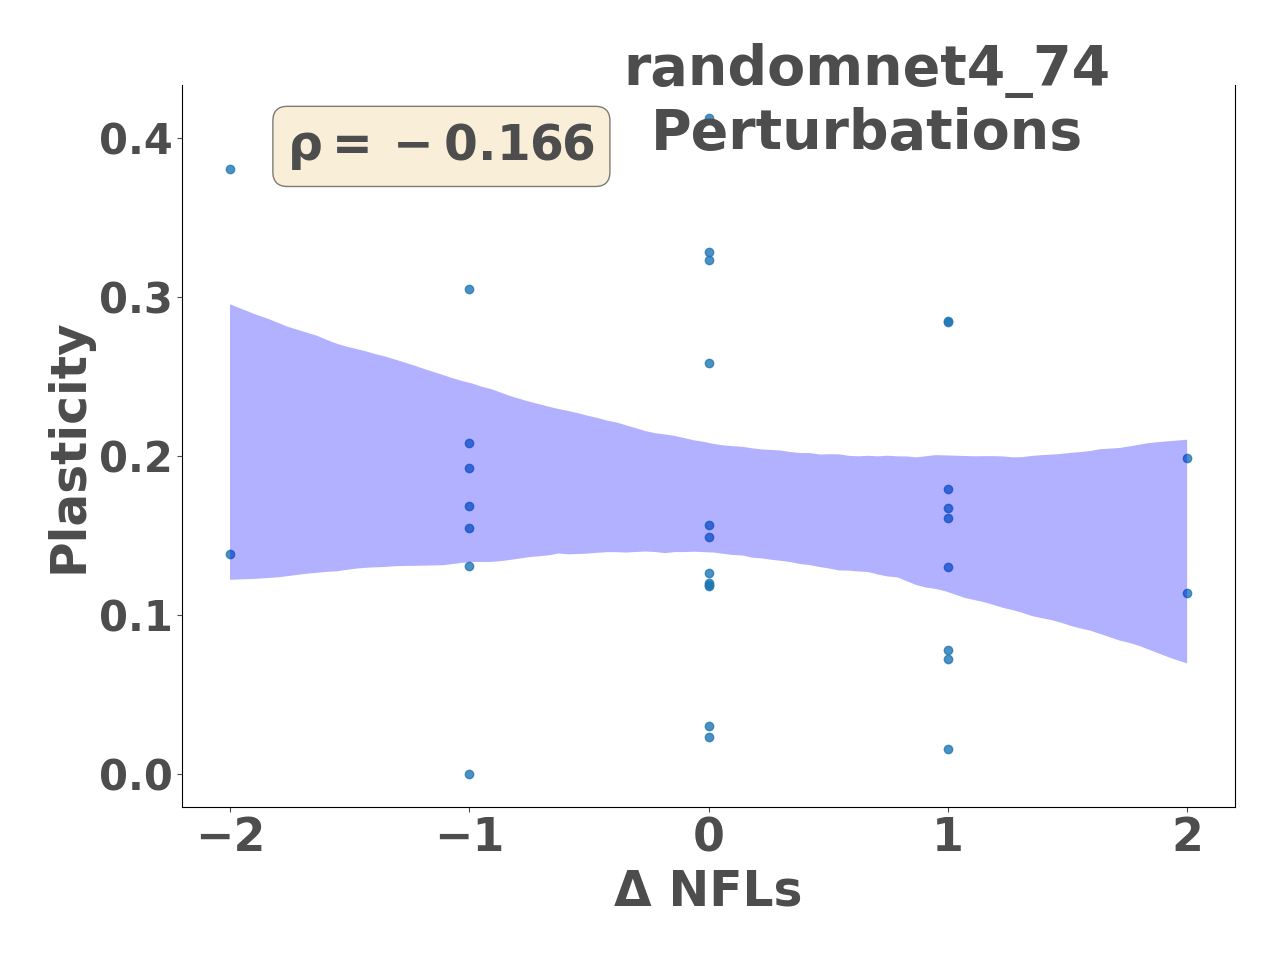 randomnet4_74
Perturbations
ρ = − 0.166
Plasticity
0.4
0.3
0.2
0.1
0.0
−2 −1 0 1 2
Δ NFLs